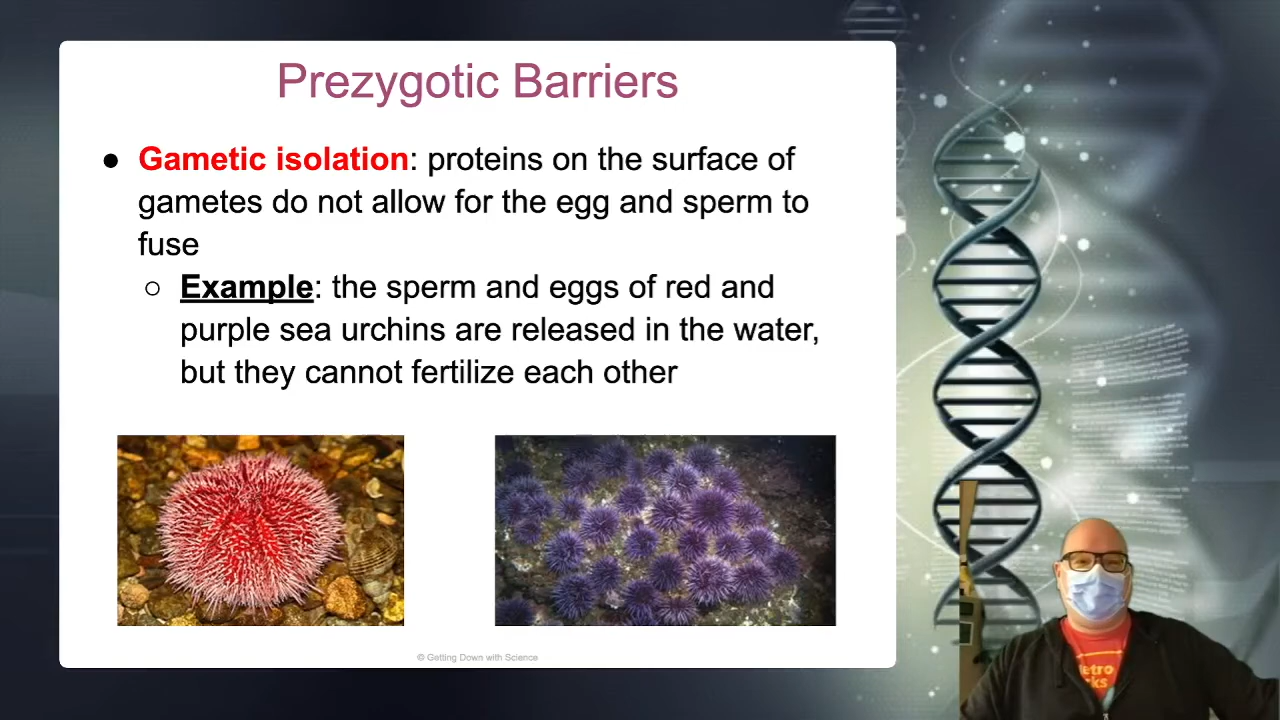 Prezygotic Barriers
● Gametic isolation: proteins on the surface of
gametes do not allow for the egg and sperm to
fuse
○ Example: the sperm and eggs of red and
purple sea urchins are released in the water,
but they cannot fertilize each other
© Getting Down with Science